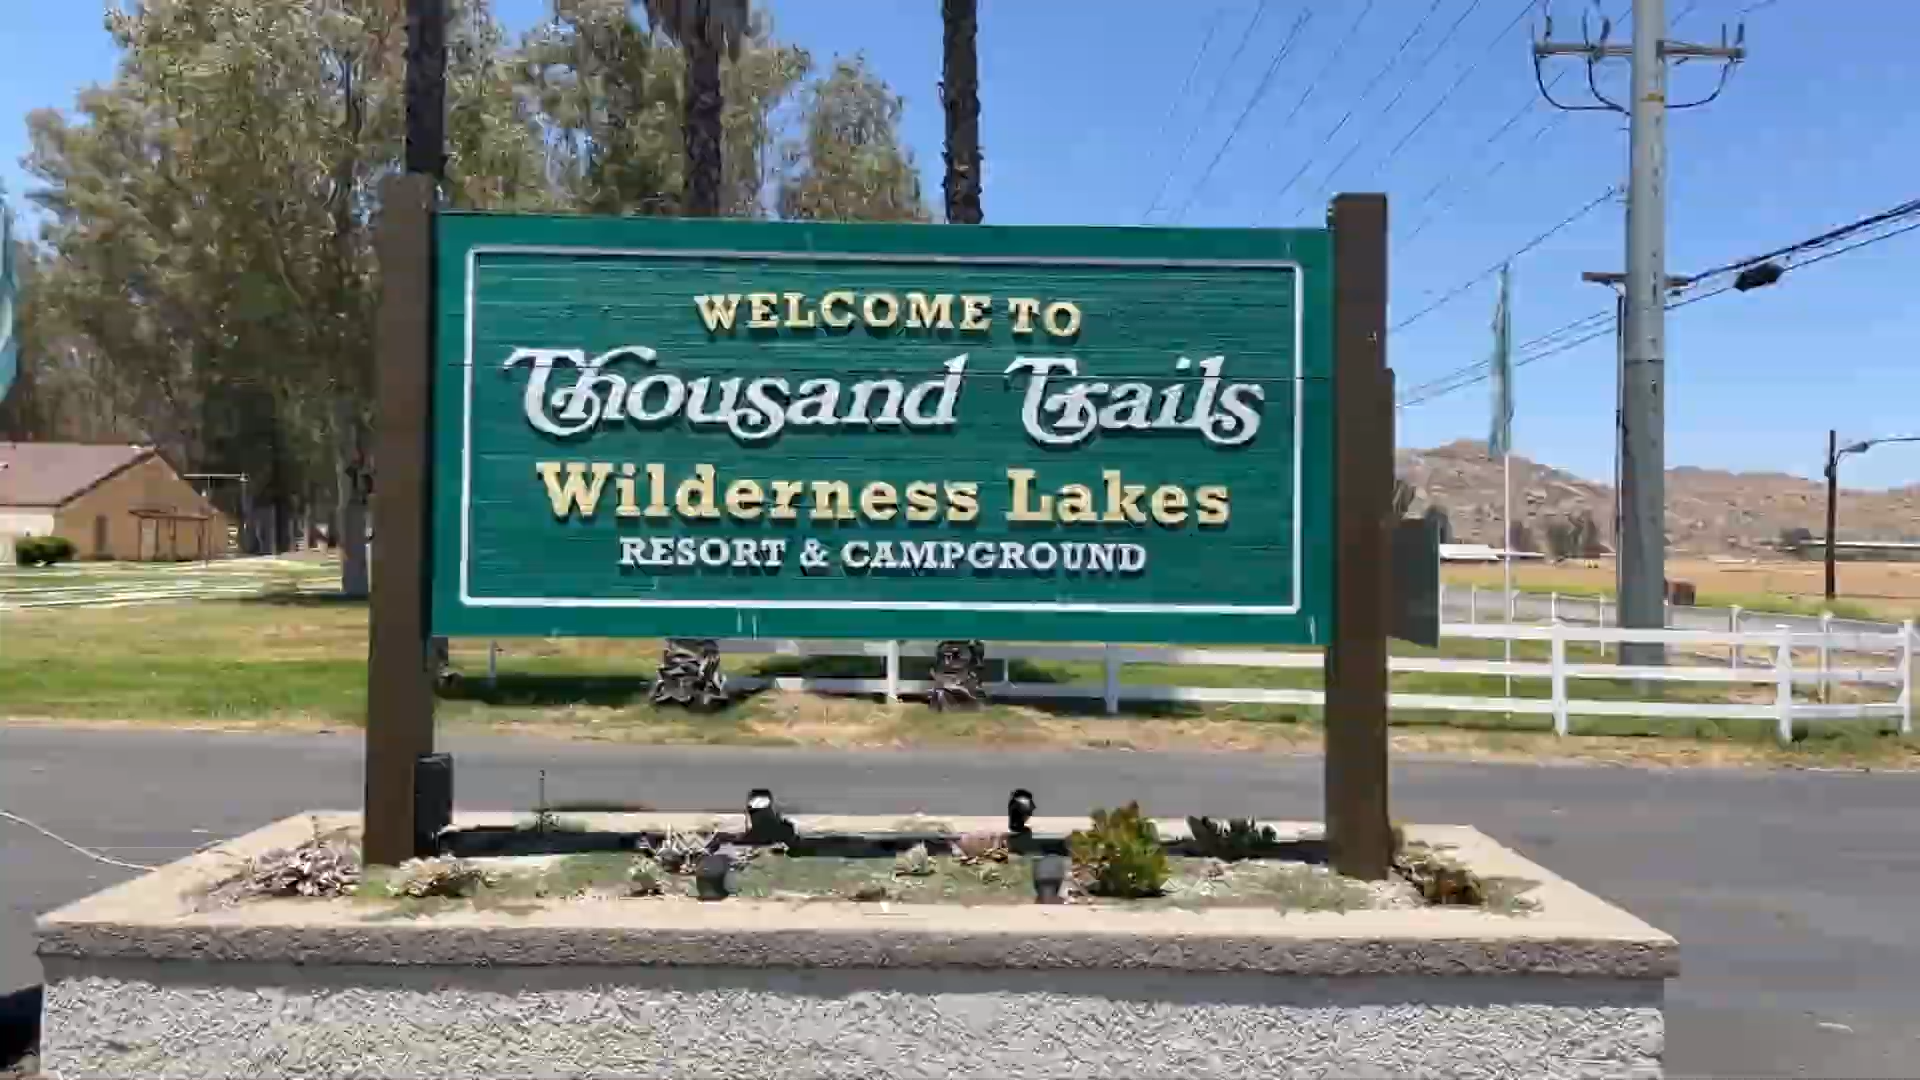 WELCOME TO
Thousand Trails
Wilderness Lakes
RESORT & CAMPGROUND